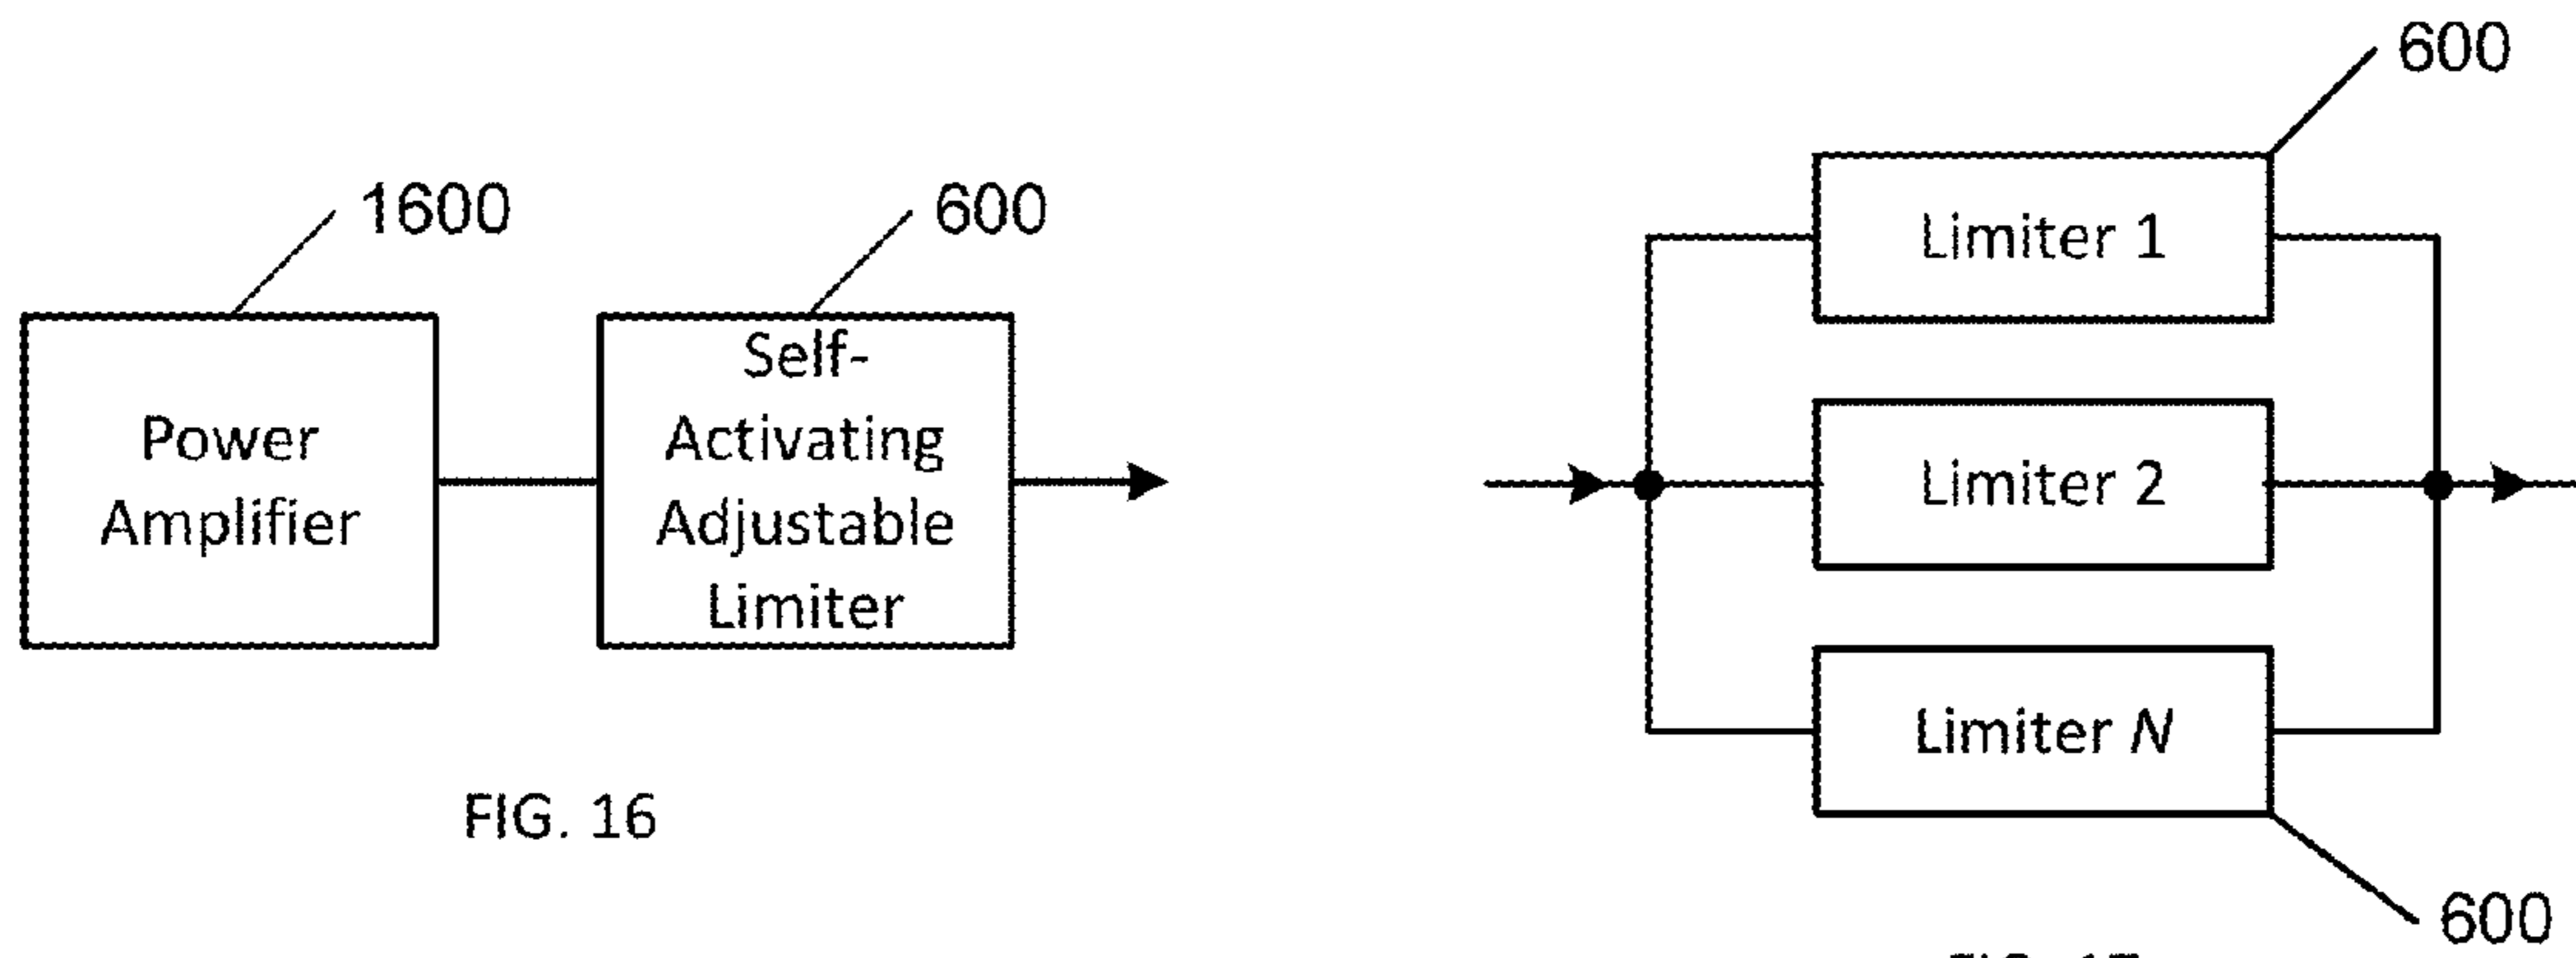 1600
600
Power
Amplifier
Self-
Activating
Adjustable
Limiter
FIG. 16
600
Limiter 1
Limiter 2
Limiter N
600